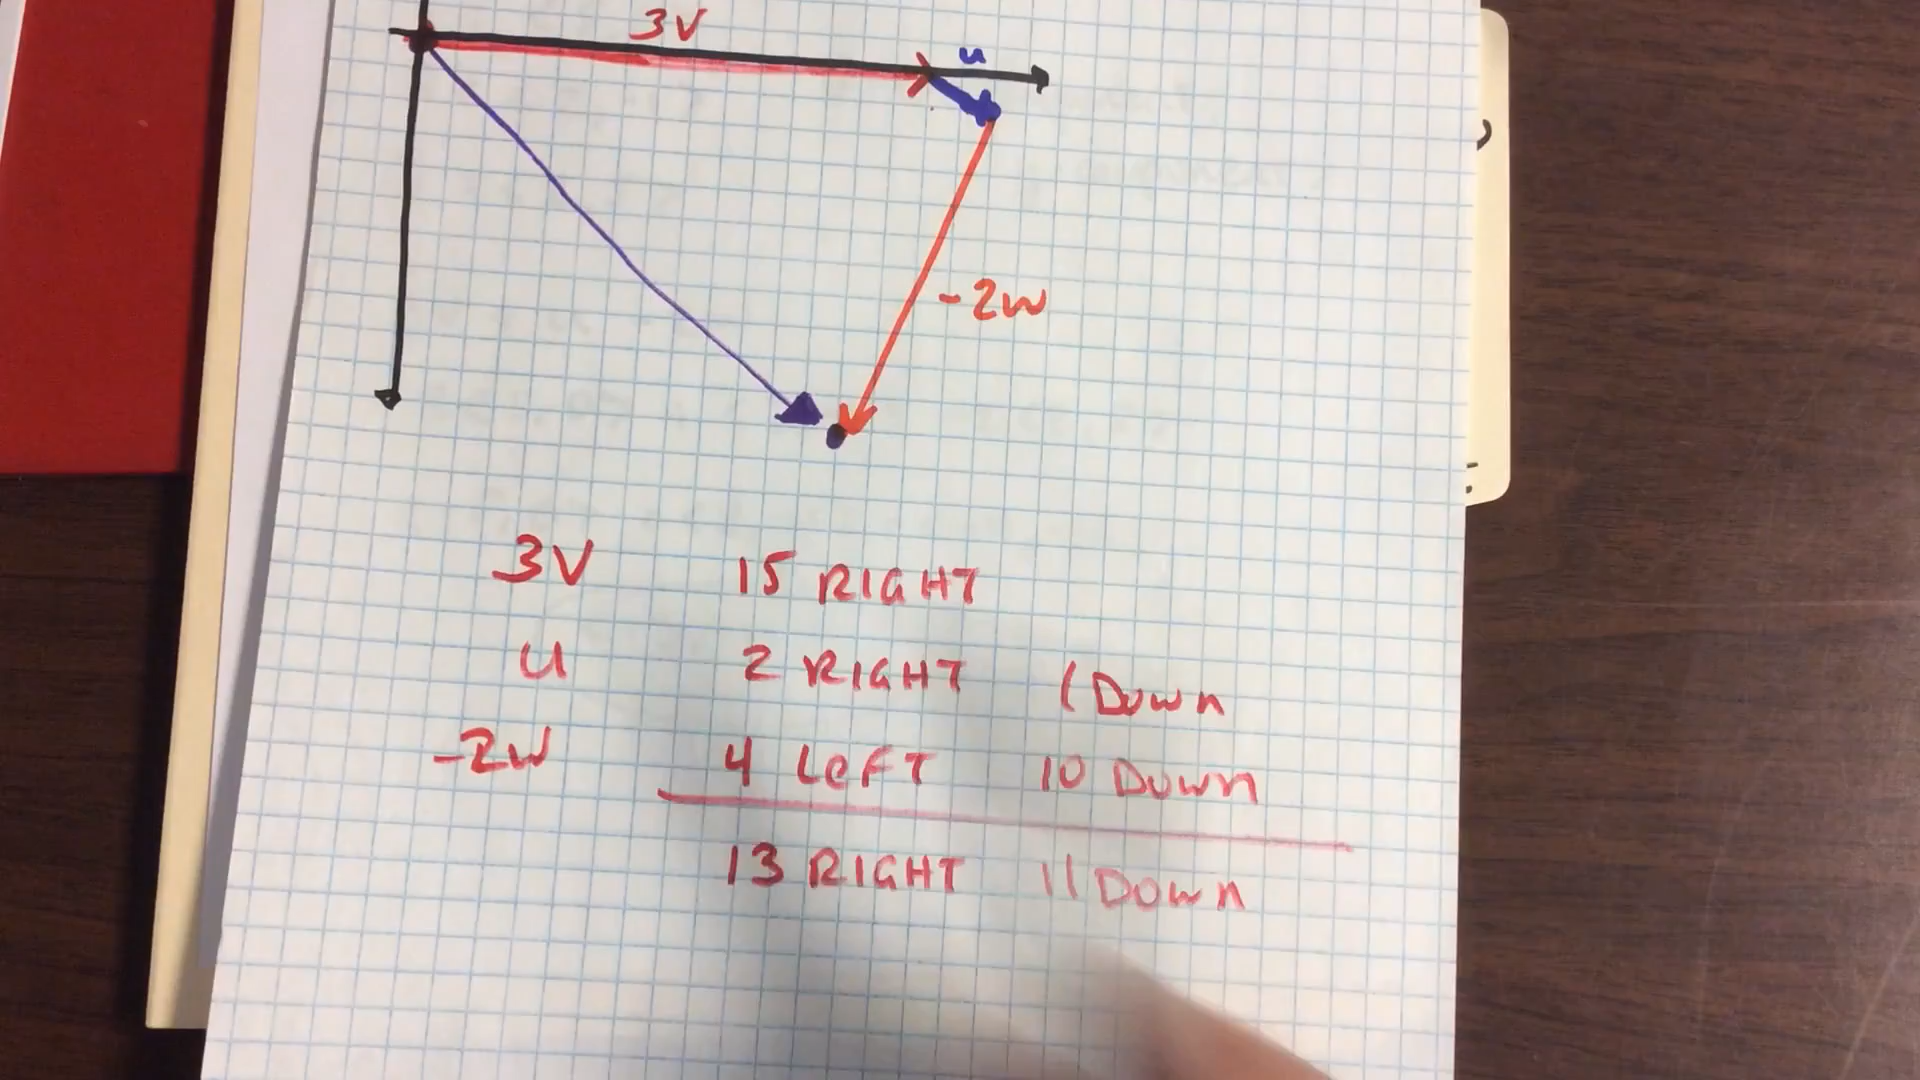 3V
u
-2w
3V 15 RIGHT
u 2 RIGHT 1 Down
-2w 4 LeFT 10 Down
13 RIGHT 11 Down